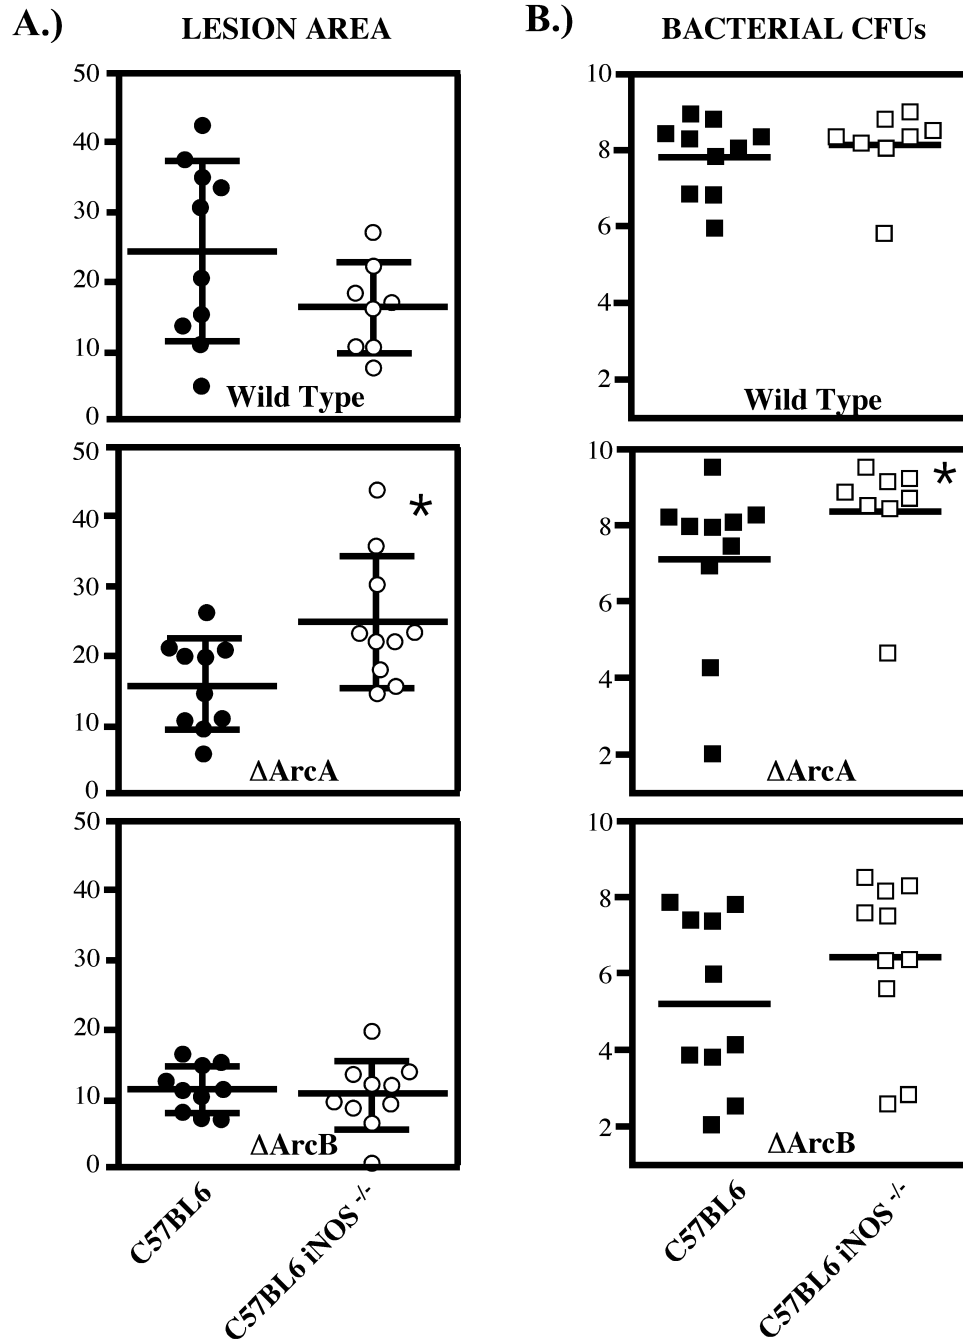 A.) LESION AREA
B.) BACTERIAL CFUs
50
40
30
20
10
0
Wild Type
10
8
6
4
2
Wild Type
50
40
30
20
10
0
*
ΔArcA
10
8
6
4
2
*
ΔArcA
50
40
30
20
10
0
ΔArcB
10
8
6
4
2
ΔArcB
C57BL6
C57BL6 iNOS -/-
C57BL6
C57BL6 iNOS -/-